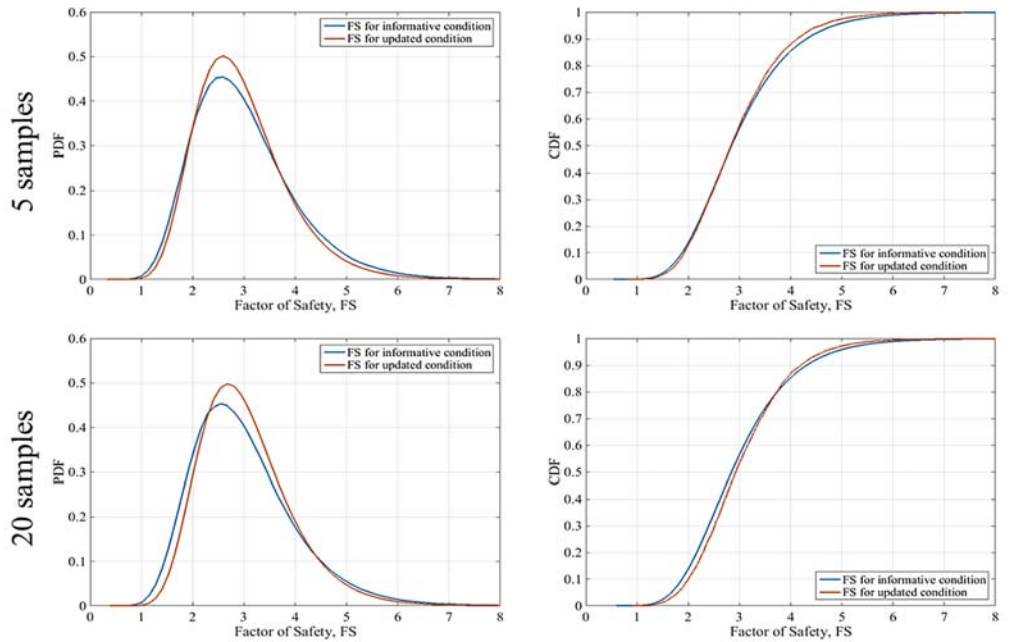 5 samples
PDF
0.6
0.5
0.4
0.3
0.2
0.1
0
FS for informative condition
FS for updated condition
0 1 2 3 4 5 6 7 8
Factor of Safety, FS
CDF
1
0.9
0.8
0.7
0.6
0.5
0.4
0.3
0.2
0.1
0
FS for informative condition
FS for updated condition
0 1 2 3 4 5 6 7 8
Factor of Safety, FS
20 samples
PDF
0.6
0.5
0.4
0.3
0.2
0.1
0
FS for informative condition
FS for updated condition
0 1 2 3 4 5 6 7 8
Factor of Safety, FS
CDF
1
0.9
0.8
0.7
0.6
0.5
0.4
0.3
0.2
0.1
0
FS for informative condition
FS for updated condition
0 1 2 3 4 5 6 7 8
Factor of Safety, FS